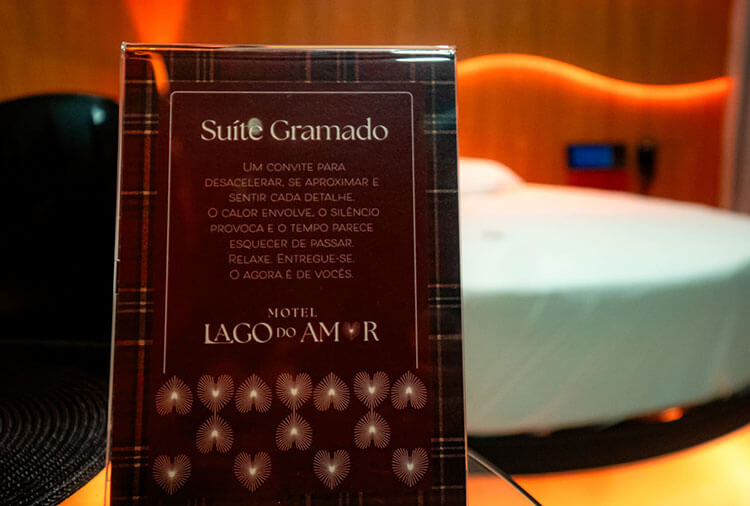 Suíte Gramado
UM CONVITE PARA
DESACELERAR, SE APROXIMAR E
SENTIR CADA DETALHE.
O CALOR ENVOLVE, O SILÊNCIO
PROVOCA E O TEMPO PARECE
ESQUECER DE PASSAR.
RELAXE. ENTREGUE-SE.
O AGORA É DE VOCÊS.
MOTEL
LAGO DO AMOR